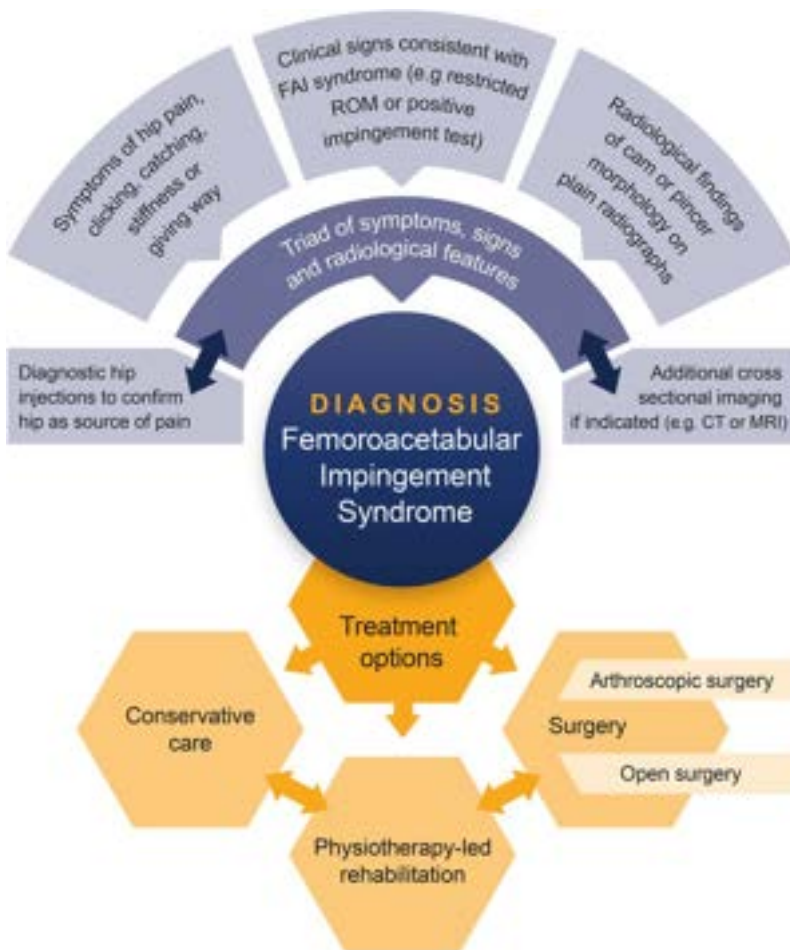 Symptoms of hip pain,
clicking, catching,
stiffness or
giving way
Clinical signs consistent with
FAI syndrome (e.g restricted
ROM or positive
impingement test)
Radiological findings
of cam or pincer
morphology on
plain radiographs
Triad of symptoms, signs
and radiological features
Diagnostic hip
injections to confirm
hip as source of pain
Additional cross
sectional imaging
if indicated (e.g. CT or MRI)
DIAGNOSIS
Femoroacetabular
Impingement
Syndrome
Treatment
options
Conservative
care
Arthroscopic surgery
Surgery
Open surgery
Physiotherapy-led
rehabilitation